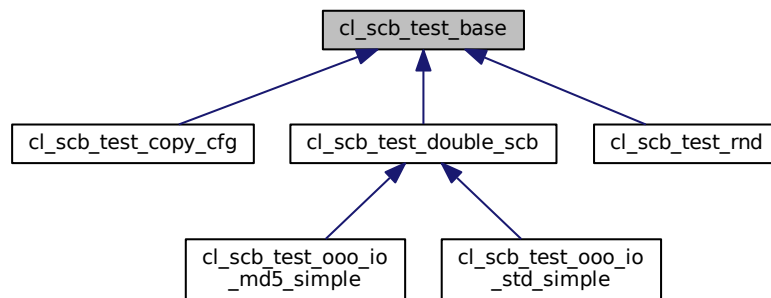 cl_scb_test_base
cl_scb_test_copy_cfg
cl_scb_test_double_scb
cl_scb_test_rnd
cl_scb_test_ooo_io
_md5_simple
cl_scb_test_ooo_io
_std_simple